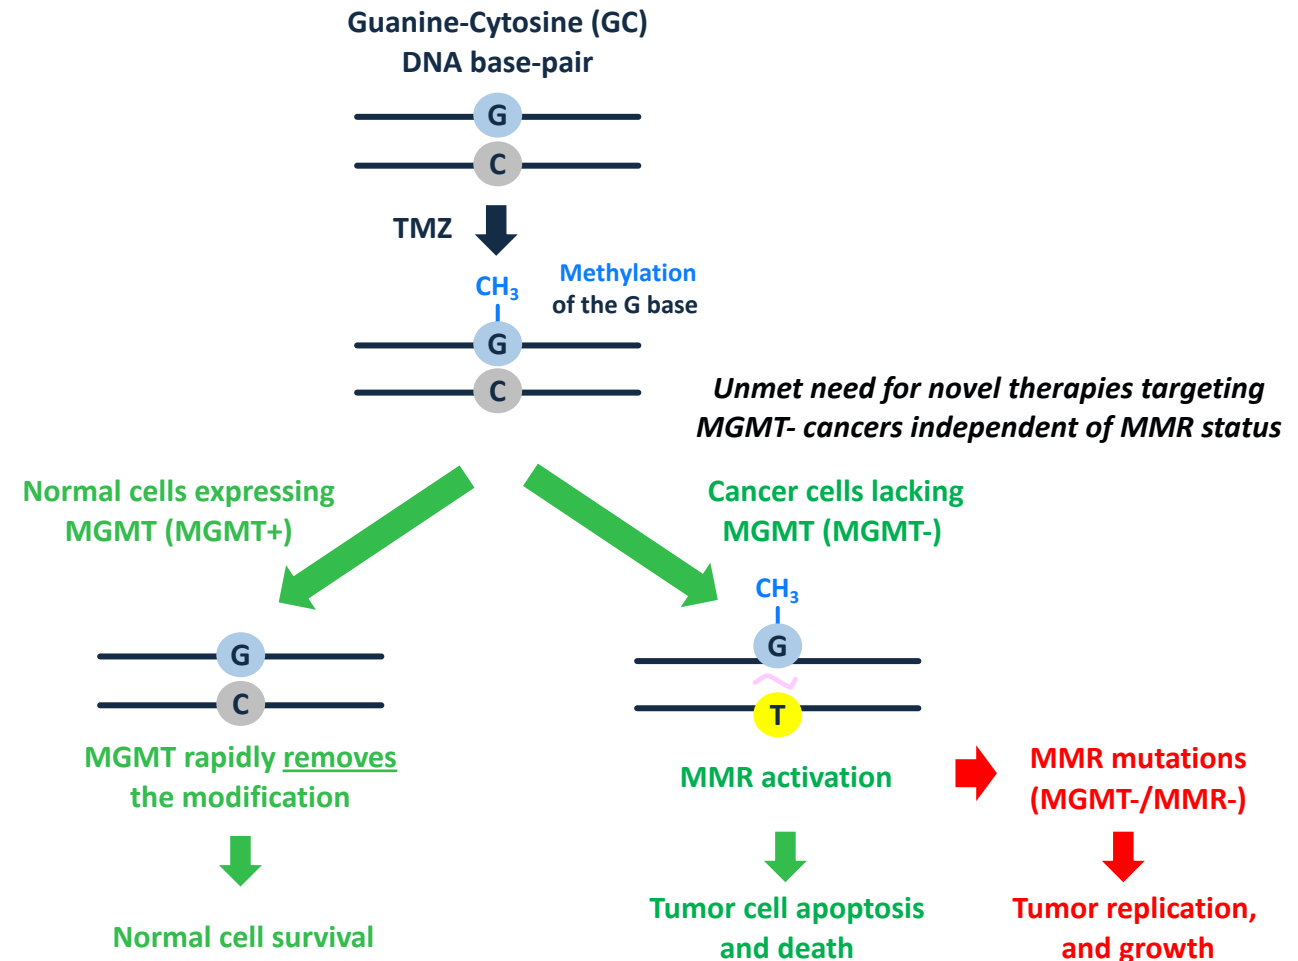 Guanine-Cytosine (GC)
DNA base-pair
G
C
TMZ
CH₃
Methylation
of the G base
G
C
Unmet need for novel therapies targeting
MGMT- cancers independent of MMR status
Normal cells expressing
MGMT (MGMT+)
Cancer cells lacking
MGMT (MGMT-)
G
C
CH₃
G
T
MGMT rapidly removes
the modification
MMR activation
MMR mutations
(MGMT-/MMR-)
Normal cell survival
Tumor cell apoptosis
and death
Tumor replication,
and growth